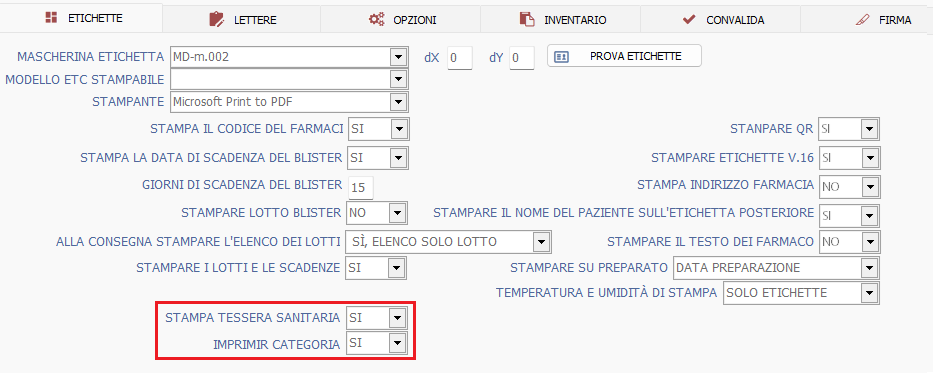 ETICHETTE LETTERE OPZIONI INVENTARIO CONVALIDA FIRMA
MASCHERINA ETICHETTA MD-m.002 dX 0 dY 0 PROVA ETICHETTE
MODELLO ETC STAMPABILE
STAMPANTE Microsoft Print to PDF
STAMPA IL CODICE DEL FARMACI SI STANPARE QR SI
STAMPA LA DATA DI SCADENZA DEL BLISTER SI STAMPARE ETICHETTE V.16 SI
GIORNI DI SCADENZA DEL BLISTER 15 STAMPA INDIRIZZO FARMACIA NO
STAMPARE LOTTO BLISTER NO STAMPARE IL NOME DEL PAZIENTE SULL'ETICHETTA POSTERIORE SI
ALLA CONSEGNA STAMPARE L'ELENCO DEI LOTTI SÌ, ELENCO SOLO LOTTO STAMPARE IL TESTO DEI FARMACO NO
STAMPARE I LOTTI E LE SCADENZE SI STAMPARE SU PREPARATO DATA PREPARAZIONE
TEMPERATURA E UMIDITÀ DI STAMPA SOLO ETICHETTE
STAMPA TESSERA SANITARIA SI
IMPRIMIR CATEGORIA SI